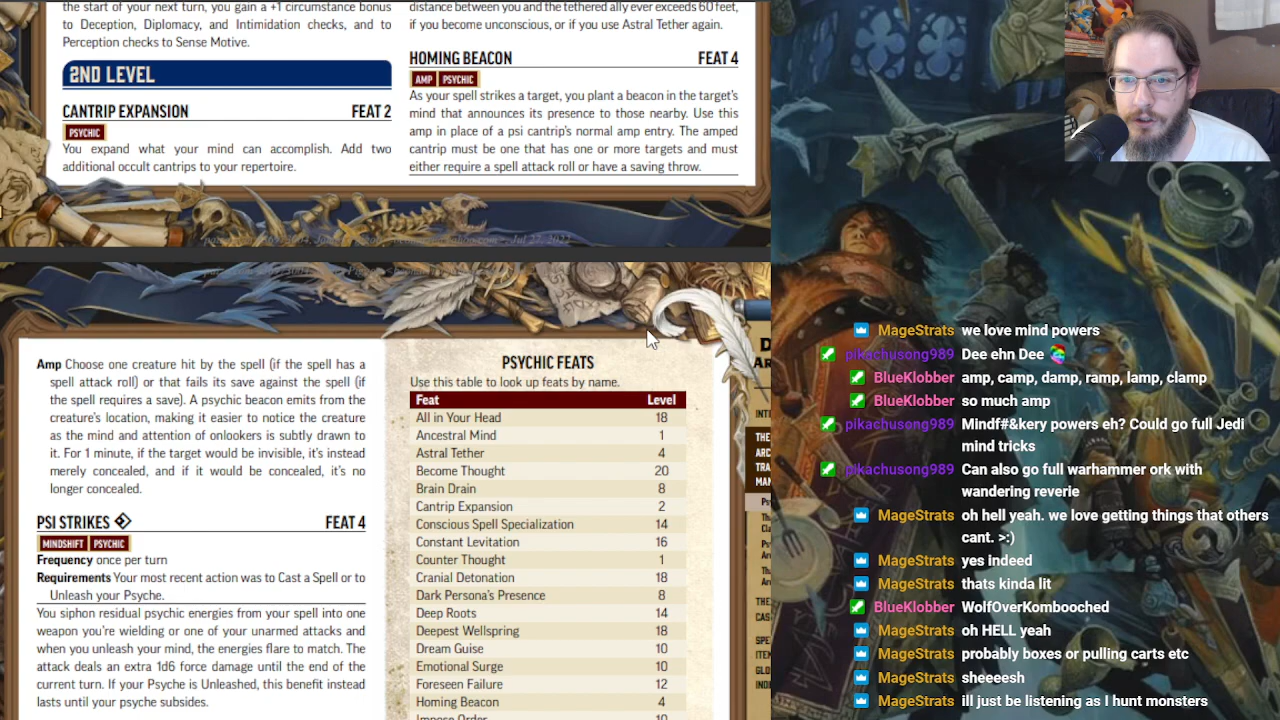 the start of your next turn, you gain a +1 circumstance bonus
to Deception, Diplomacy, and Intimidation checks, and to
Perception checks to Sense Motive.
2ND LEVEL
CANTRIP EXPANSION FEAT 2
PSYCHIC
You expand what your mind can accomplish. Add two
additional occult cantrips to your repertoire.
distance between you and the tethered ally ever exceeds 60 feet,
if you become unconscious, or if you use Astral Tether again.
HOMING BEACON FEAT 4
AMP PSYCHIC
As your spell strikes a target, you plant a beacon in the target's
mind that announces its presence to those nearby. Use this
amp in place of a psi cantrip's normal amp entry. The amped
cantrip must be one that has one or more targets and must
either require a spell attack roll or have a saving throw.
Amp Choose one creature hit by the spell (if the spell has a
spell attack roll) or that fails its save against the spell (if
the spell requires a save). A psychic beacon emits from the
creature's location, making it easier to notice the creature
as the mind and attention of onlookers is subtly drawn to
it. For 1 minute, if the target would be invisible, it's instead
merely concealed, and if it would be concealed, it's no
longer concealed.
PSI STRIKES FEAT 4
MINDSHIFT PSYCHIC
Frequency once per turn
Requirements Your most recent action was to Cast a Spell or to
Unleash your Psyche.
You siphon residual psychic energies from your spell into one
weapon you're wielding or one of your unarmed attacks and
when you unleash your mind, the energies flare to match. The
attack deals an extra 1d6 force damage until the end of the
current turn. If your Psyche is Unleashed, this benefit instead
lasts until your psyche subsides.
PSYCHIC FEATS
Use this table to look up feats by name.
Feat Level
All in Your Head 18
Ancestral Mind 1
Astral Tether 4
Become Thought 20
Brain Drain 8
Cantrip Expansion 2
Conscious Spell Specialization 14
Constant Levitation 16
Counter Thought 1
Cranial Detonation 18
Dark Persona's Presence 8
Deep Roots 14
Deepest Wellspring 18
Dream Guise 10
Emotional Surge 10
Foreseen Failure 12
Homing Beacon 4
Impose Order 10
MageStrats we love mind powers
pikachusong989 Dee ehn Dee
BlueKlobber amp, camp, damp, ramp, lamp, clamp
BlueKlobber so much amp
pikachusong989 Mindf#&kery powers eh? Could go full Jedi
mind tricks
pikachusong989 Can also go full warhammer ork with
wandering reverie
MageStrats oh hell yeah. we love getting things that others
cant. >:)
MageStrats yes indeed
MageStrats thats kinda lit
BlueKlobber WolfOverKombooched
MageStrats oh HELL yeah
MageStrats probably boxes or pulling carts etc
MageStrats sheeeesh
MageStrats ill just be listening as I hunt monsters